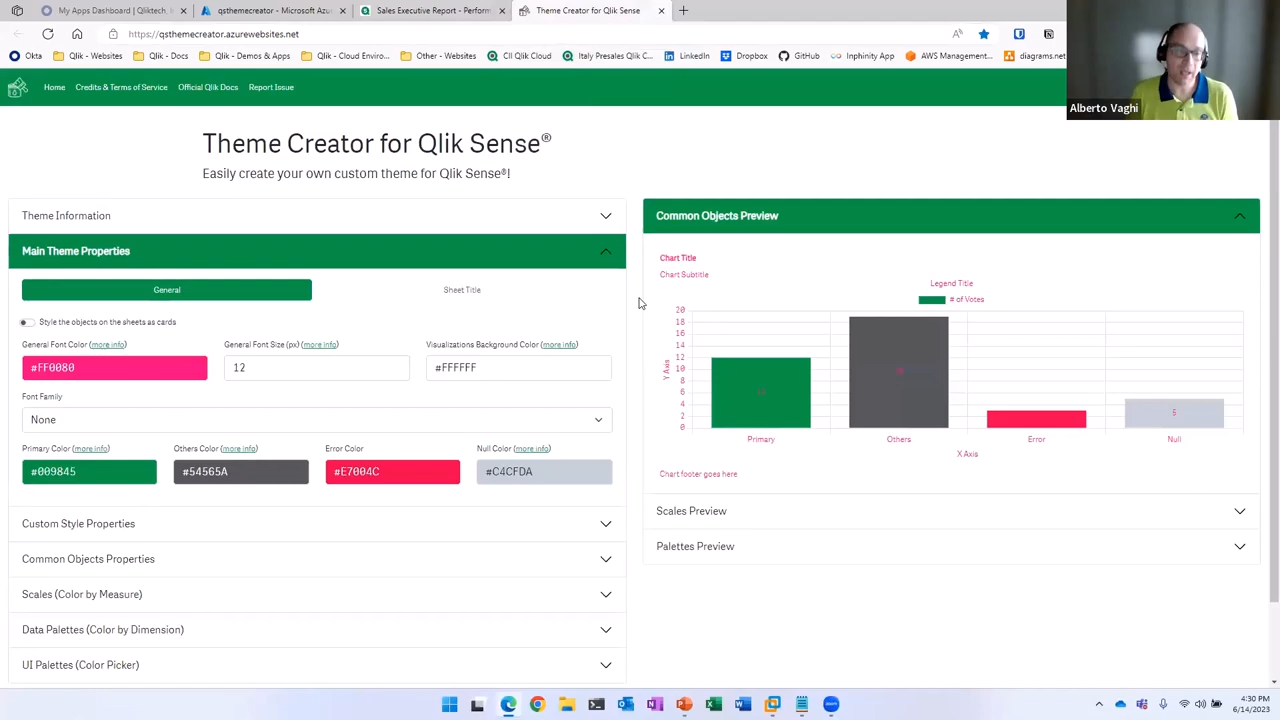 My Apps Dashboard | Qliktech, I
qsthemecreator - Microsoft Azur
Sales Executive Report - Perform
Theme Creator for Qlik Sense
https://qsthemecreator.azurewebsites.net
Okta
Qlik - Websites
Qlik - Docs
Qlik - Demos & Apps
Qlik - Cloud Enviro...
Other - Websites
CII Qlik Cloud
Italy Presales Qlik C...
LinkedIn
Dropbox
GitHub
Inphinity App
AWS Management...
diagrams.net
Alberto Vaghi
Home
Credits & Terms of Service
Official Qlik Docs
Report Issue
Theme Creator for Qlik Sense®
Easily create your own custom theme for Qlik Sense®!
Theme Information
Main Theme Properties
General
Sheet Title
Style the objects on the sheets as cards
General Font Color (more info)
General Font Size (px) (more info)
Visualizations Background Color (more info)
#FF0080
12
#FFFFFF
Font Family
None
Primary Color (more info)
Others Color (more info)
Error Color
Null Color (more info)
#009845
#54565A
#E7004C
#C4CFDA
Custom Style Properties
Common Objects Properties
Scales (Color by Measure)
Data Palettes (Color by Dimension)
UI Palettes (Color Picker)
Common Objects Preview
Chart Title
Chart Subtitle
Legend Title
# of Votes
20
18
16
14
12
10
8
6
4
2
0
Y Axis
5
Primary
Others
Error
Null
X Axis
Chart footer goes here
Scales Preview
Palettes Preview
4:30 PM
6/14/2023